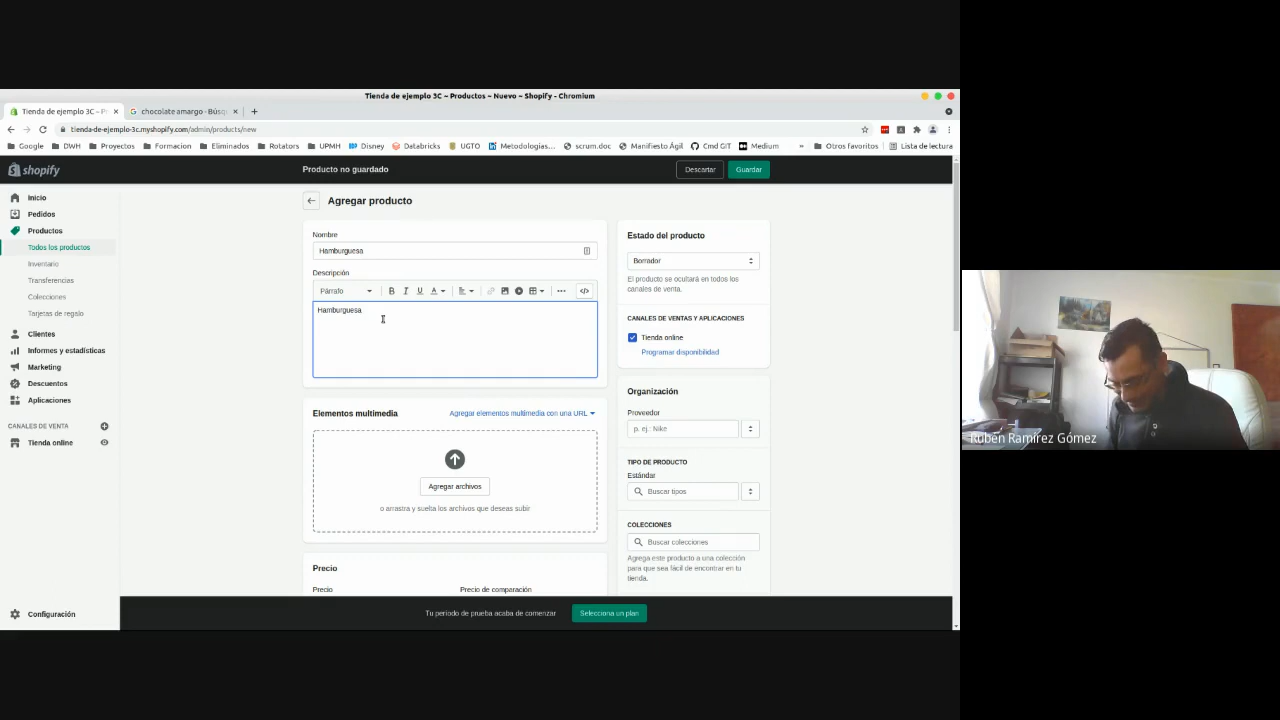 Tienda de ejemplo 3C ~ Productos ~ Nuevo ~ Shopify - Chromium
Tienda de ejemplo 3C ~ P
chocolate amargo - Búsq
tienda-de-ejemplo-3c.myshopify.com/admin/products/new
Google DWH Proyectos Formacion Eliminados Rotators UPMH Disney Databricks UGTO Metodologías... scrum.doc Manifiesto Ágil Cmd GIT Medium » Otros favoritos Lista de lectura
shopify
Producto no guardado
Descartar
Guardar
Inicio
Pedidos
Productos
Todos los productos
Inventario
Transferencias
Colecciones
Tarjetas de regalo
Clientes
Informes y estadísticas
Marketing
Descuentos
Aplicaciones
CANALES DE VENTA
Tienda online
Configuración
Agregar producto
Nombre
Hamburguesa
Descripción
Párrafo B I U A ••• </>
Hamburguesa
Elementos multimedia
Agregar elementos multimedia con una URL
Agregar archivos
o arrastra y suelta los archivos que deseas subir
Precio
Precio
Precio de comparación
Estado del producto
Borrador
El producto se ocultará en todos los
canales de venta.
CANALES DE VENTAS Y APLICACIONES
Tienda online
Programar disponibilidad
Organización
Proveedor
p. ej.: Nike
TIPO DE PRODUCTO
Estándar
Buscar tipos
COLECCIONES
Buscar colecciones
Agrega este producto a una colección
para que sea fácil de encontrar en tu
tienda.
Tu periodo de prueba acaba de comenzar
Selecciona un plan
Rubén Ramírez Gómez